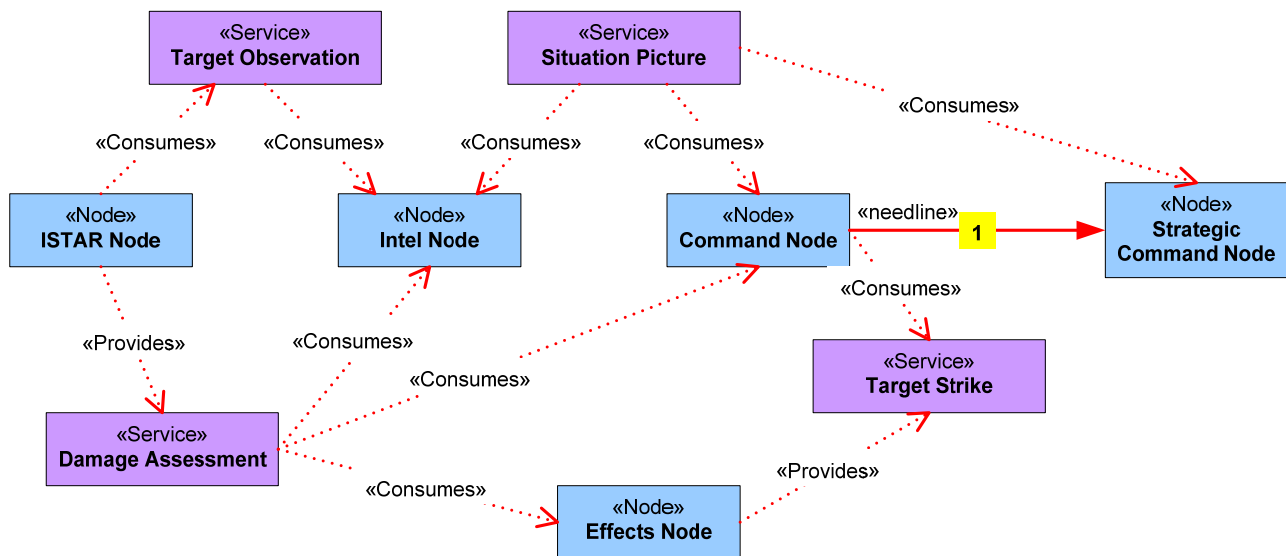 «Service»
Target Observation
«Service»
Situation Picture
«Consumes»
«Consumes»
«Consumes»
«Consumes»
«Consumes»
«Node»
ISTAR Node
«Node»
Intel Node
«Node»
Command Node
«needline»
1
«Node»
Strategic
Command Node
«Provides»
«Consumes»
«Consumes»
«Consumes»
«Service»
Target Strike
«Service»
Damage Assessment
«Consumes»
«Provides»
«Node»
Effects Node